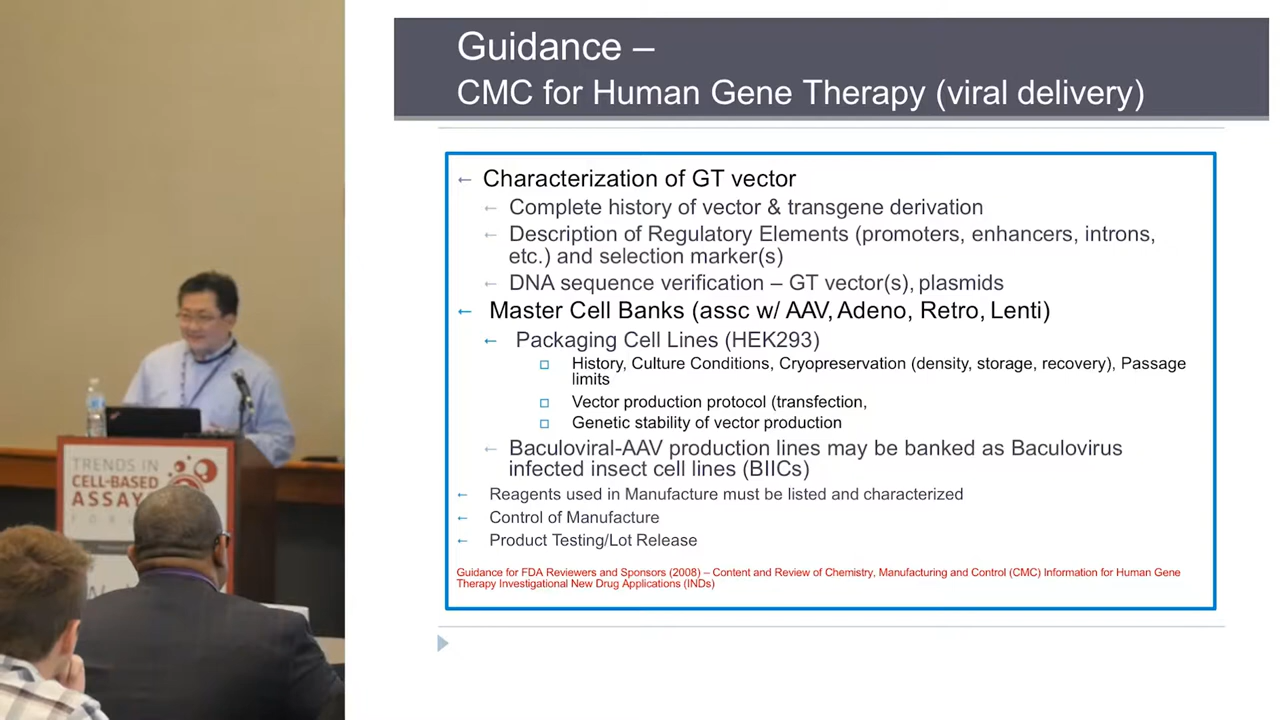 Guidance –
CMC for Human Gene Therapy (viral delivery)
← Characterization of GT vector
← Complete history of vector & transgene derivation
← Description of Regulatory Elements (promoters, enhancers, introns,
etc.) and selection marker(s)
← DNA sequence verification – GT vector(s), plasmids
← Master Cell Banks (assc w/ AAV, Adeno, Retro, Lenti)
← Packaging Cell Lines (HEK293)
History, Culture Conditions, Cryopreservation (density, storage, recovery), Passage
limits
Vector production protocol (transfection,
Genetic stability of vector production
← Baculoviral-AAV production lines may be banked as Baculovirus
infected insect cell lines (BIICs)
← Reagents used in Manufacture must be listed and characterized
← Control of Manufacture
← Product Testing/Lot Release
Guidance for FDA Reviewers and Sponsors (2008) – Content and Review of Chemistry, Manufacturing and Control (CMC) Information for Human Gene
Therapy Investigational New Drug Applications (INDs)
TRENDS IN
CELL-BASED